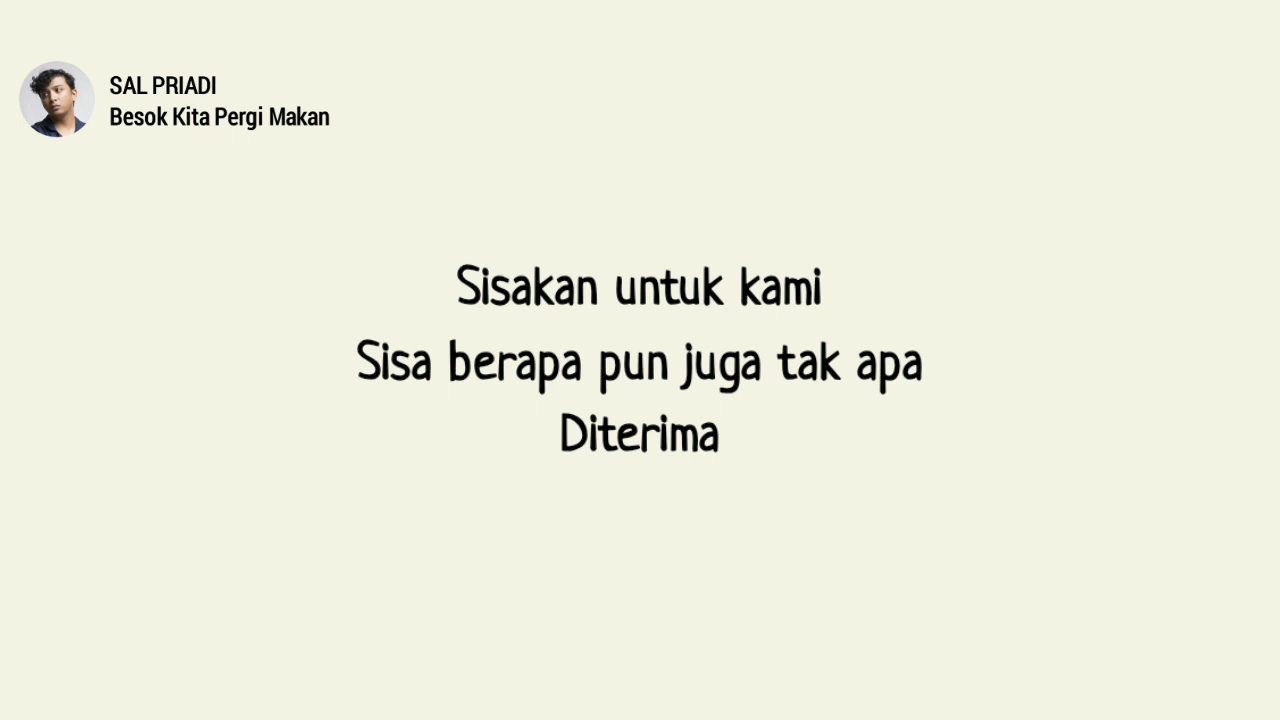 SAL PRIADI
Besok Kita Pergi Makan
Sisakan untuk kami
Sisa berapa pun juga tak apa
Diterima